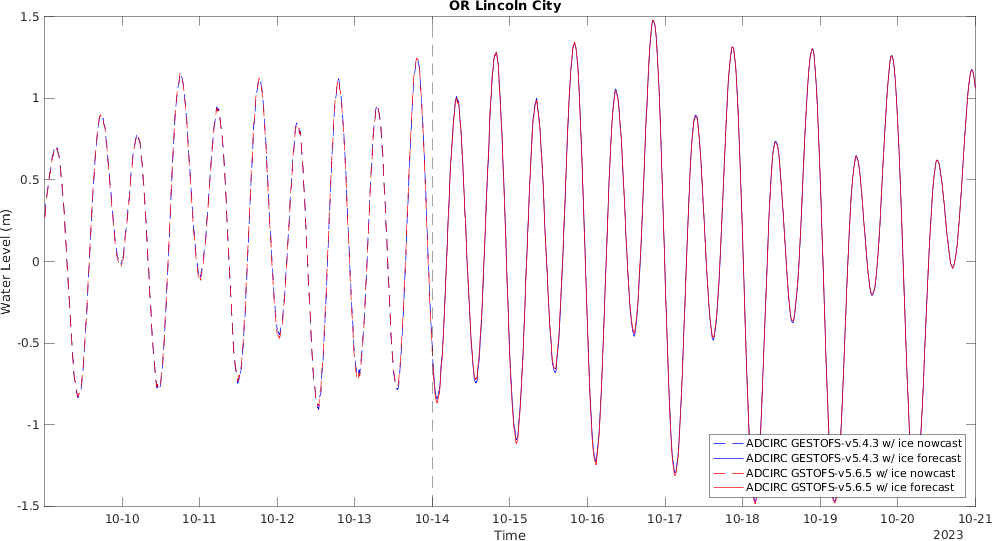 OR Lincoln City
1.5
1
0.5
0
-0.5
-1
-1.5
Water Level (m)
10-10
10-11
10-12
10-13
10-14
10-15
10-16
10-17
10-18
10-19
10-20
10-21
Time
2023
ADCIRC GESTOFS-v5.4.3 w/ ice nowcast
ADCIRC GESTOFS-v5.4.3 w/ ice forecast
ADCIRC GSTOFS-v5.6.5 w/ ice nowcast
ADCIRC GSTOFS-v5.6.5 w/ ice forecast